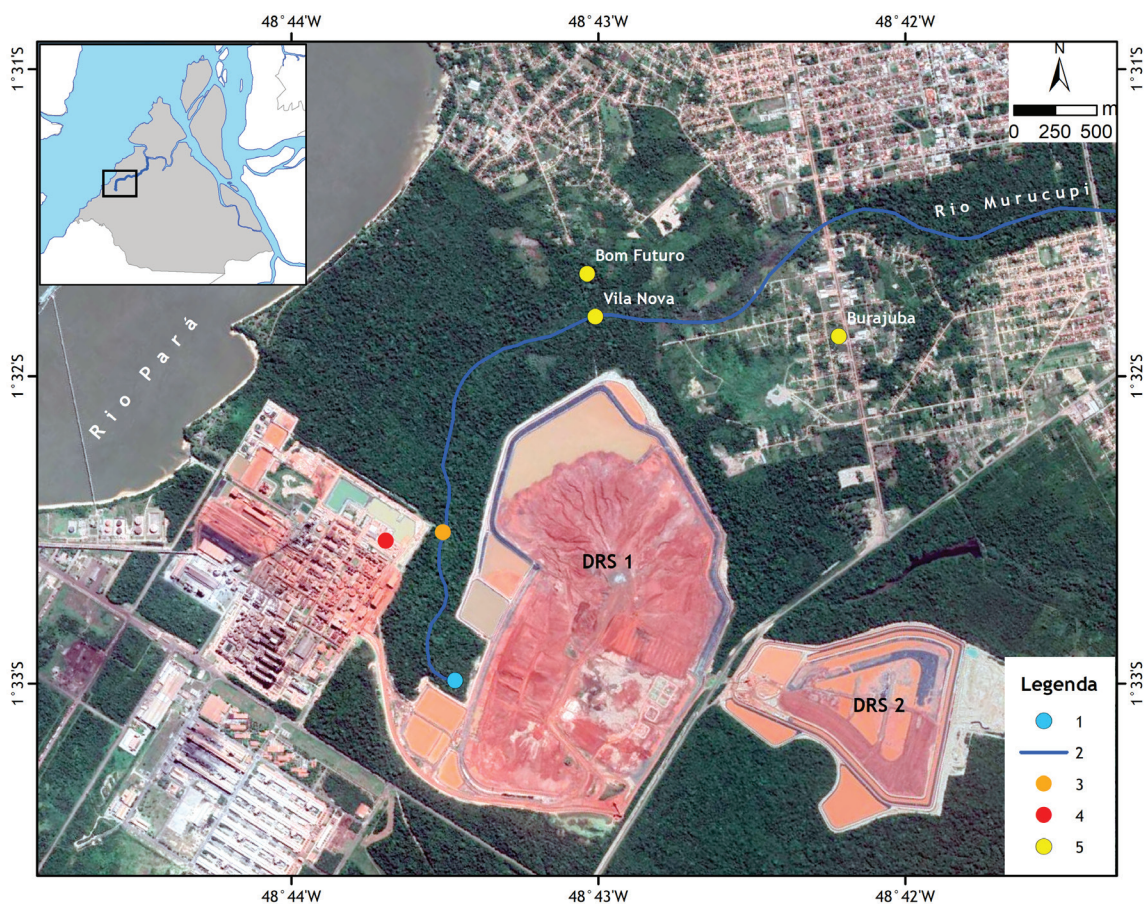 48°44'W 48°43'W 48°42'W
1°31'S
1°31'S
N
m
0 250 500
Rio Murucupi
Bom Futuro
Vila Nova
Burajuba
Rio Pará
1°32'S
1°32'S
DRS 1
DRS 2
1°33'S
1°33'S
Legenda
1
2
3
4
5
48°44'W 48°43'W 48°42'W